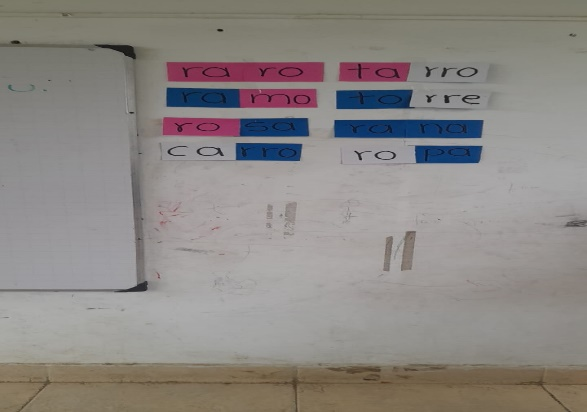 ra ro ta rro
ra mo to rre
ro sa ra na
ca rro ro pa